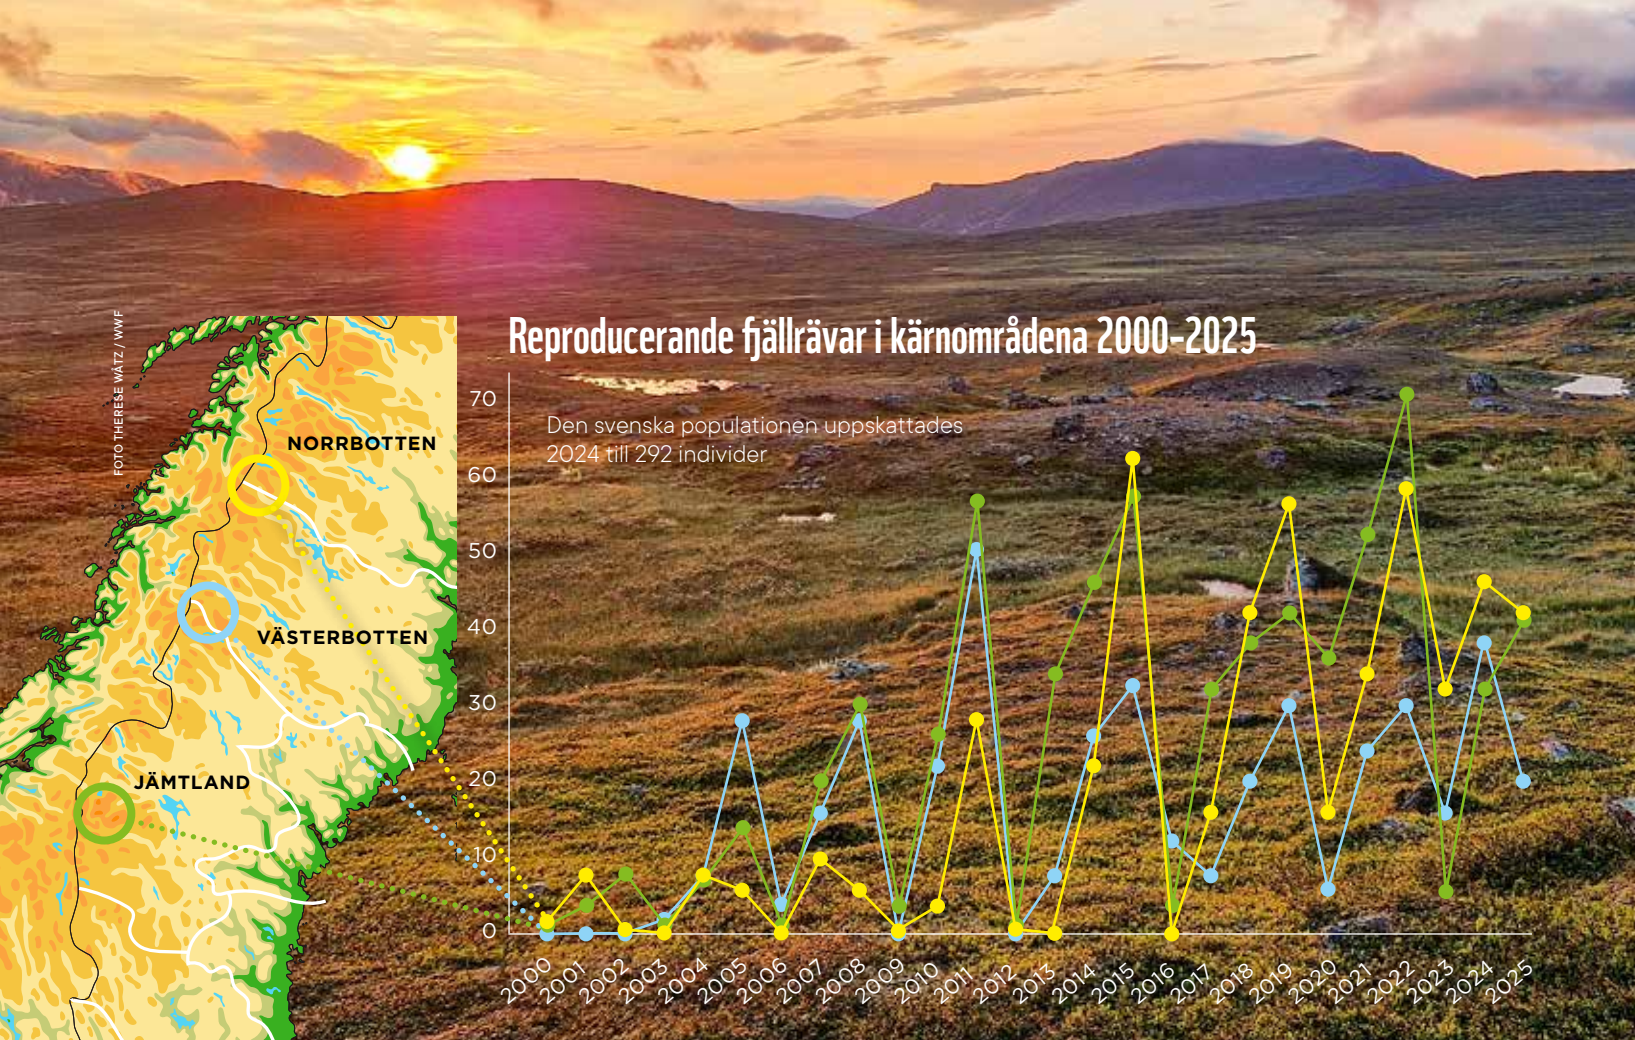 FOTO THERESE WÅTZ / WWF
Reproducerande fjällrävar i kärnområdena 2000–2025
Den svenska populationen uppskattades
2024 till 292 individer
NORRBOTTEN
VÄSTERBOTTEN
JÄMTLAND
70
60
50
40
30
20
10
0
2000 2001 2002 2003 2004 2005 2006 2007 2008 2009 2010 2011 2012 2013 2014 2015 2016 2017 2018 2019 2020 2021 2022 2023 2024 2025